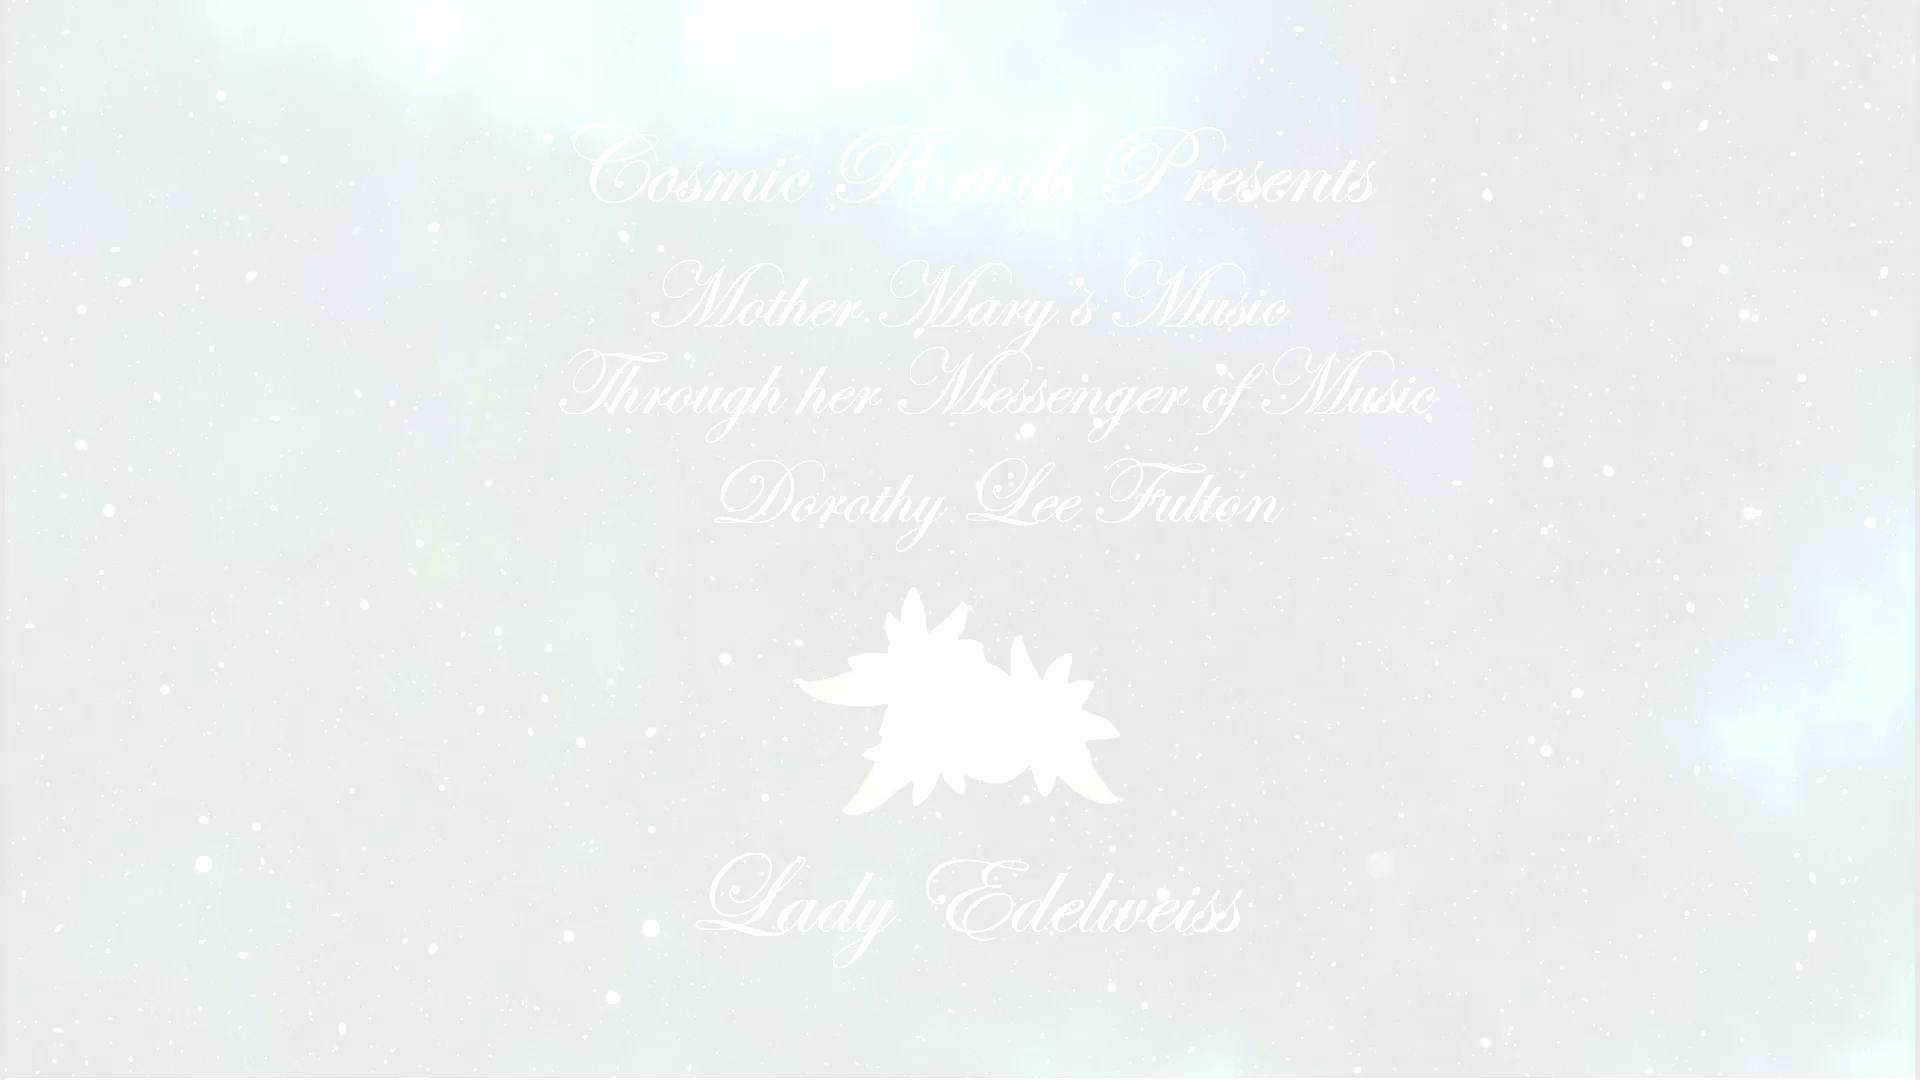 Cosmic Portals Presents
Mother Mary's Music
Through her Messenger of Music
Dorothy Lee Fulton
Lady Edelweiss